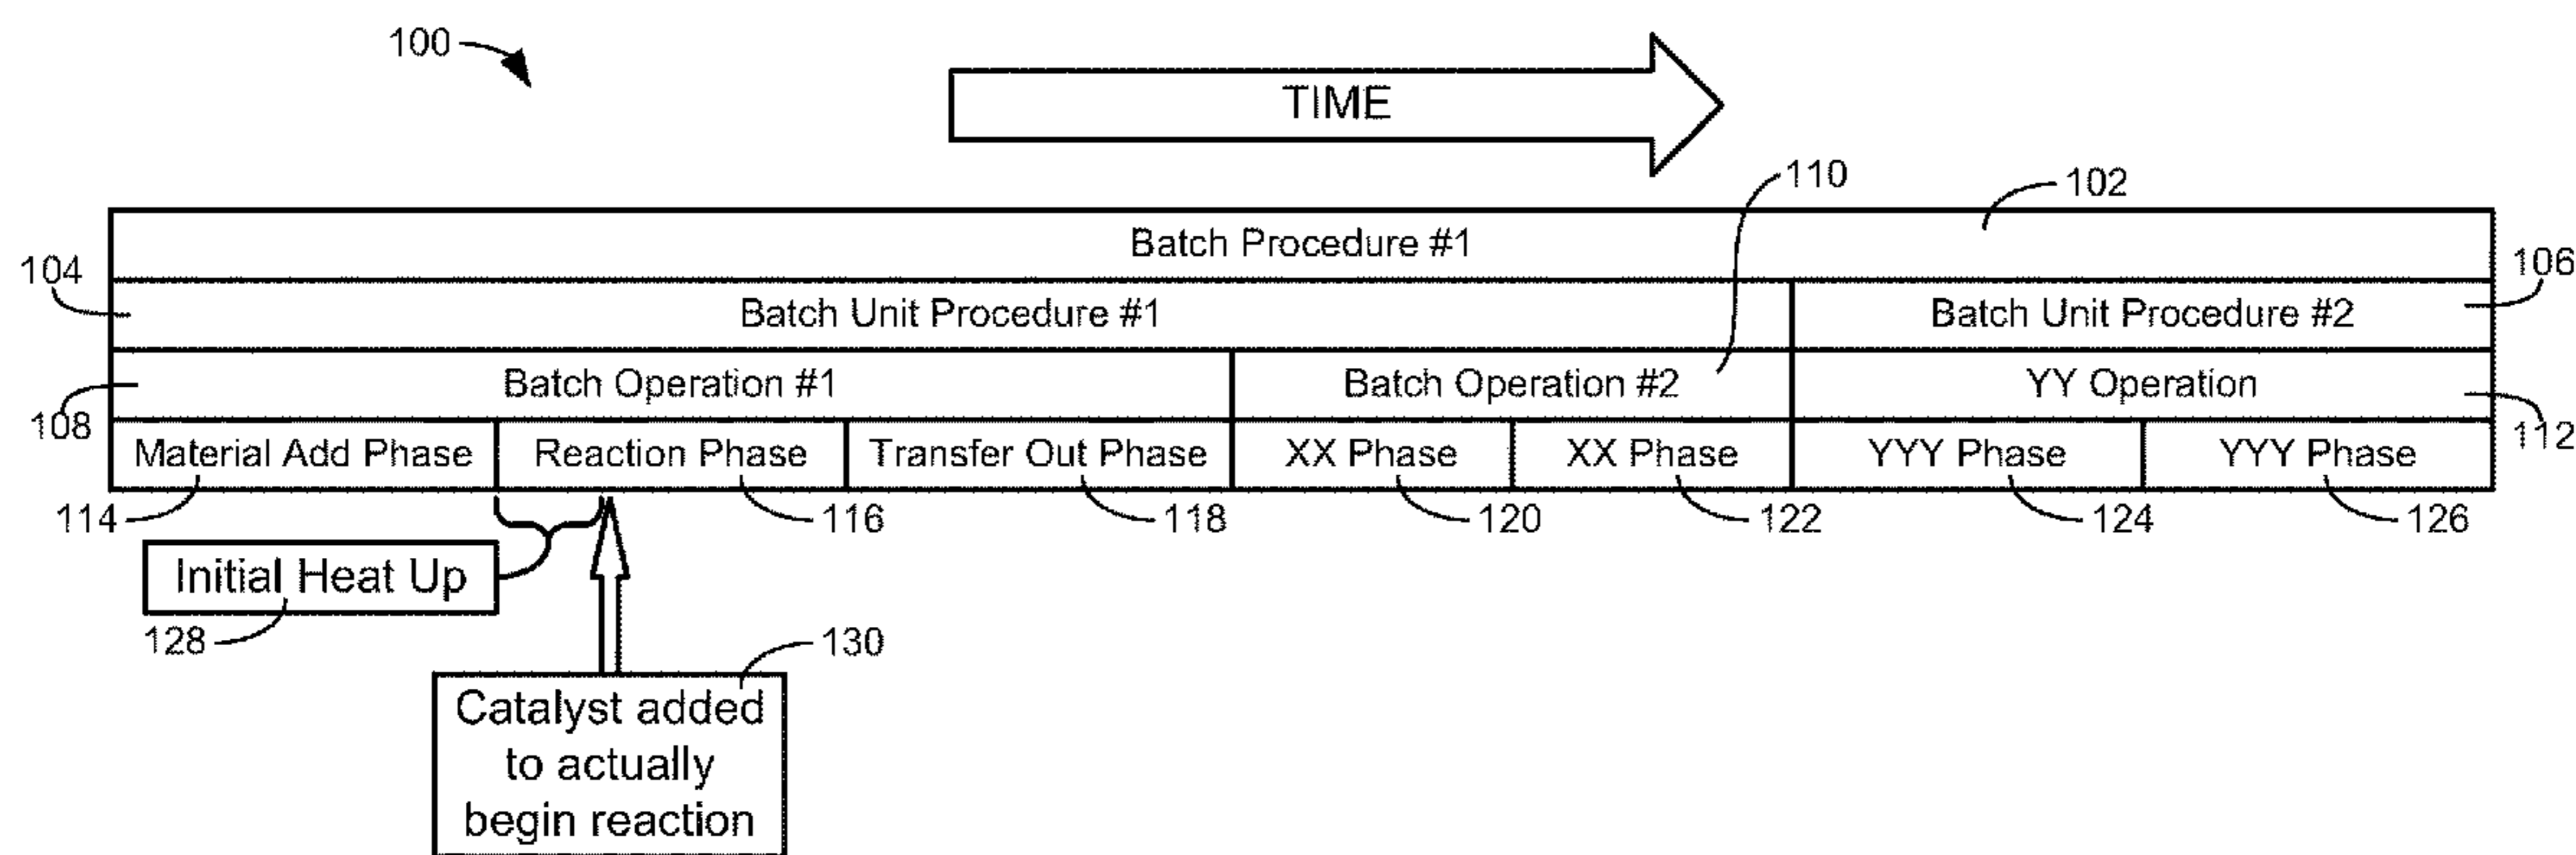 100
TIME
110
102
Batch Procedure #1
104
106
Batch Unit Procedure #1
Batch Unit Procedure #2
Batch Operation #1
Batch Operation #2
YY Operation
108
112
Material Add Phase
Reaction Phase
Transfer Out Phase
XX Phase
XX Phase
YYY Phase
YYY Phase
114
116
118
120
122
124
126
Initial Heat Up
128
130
Catalyst added
to actually
begin reaction